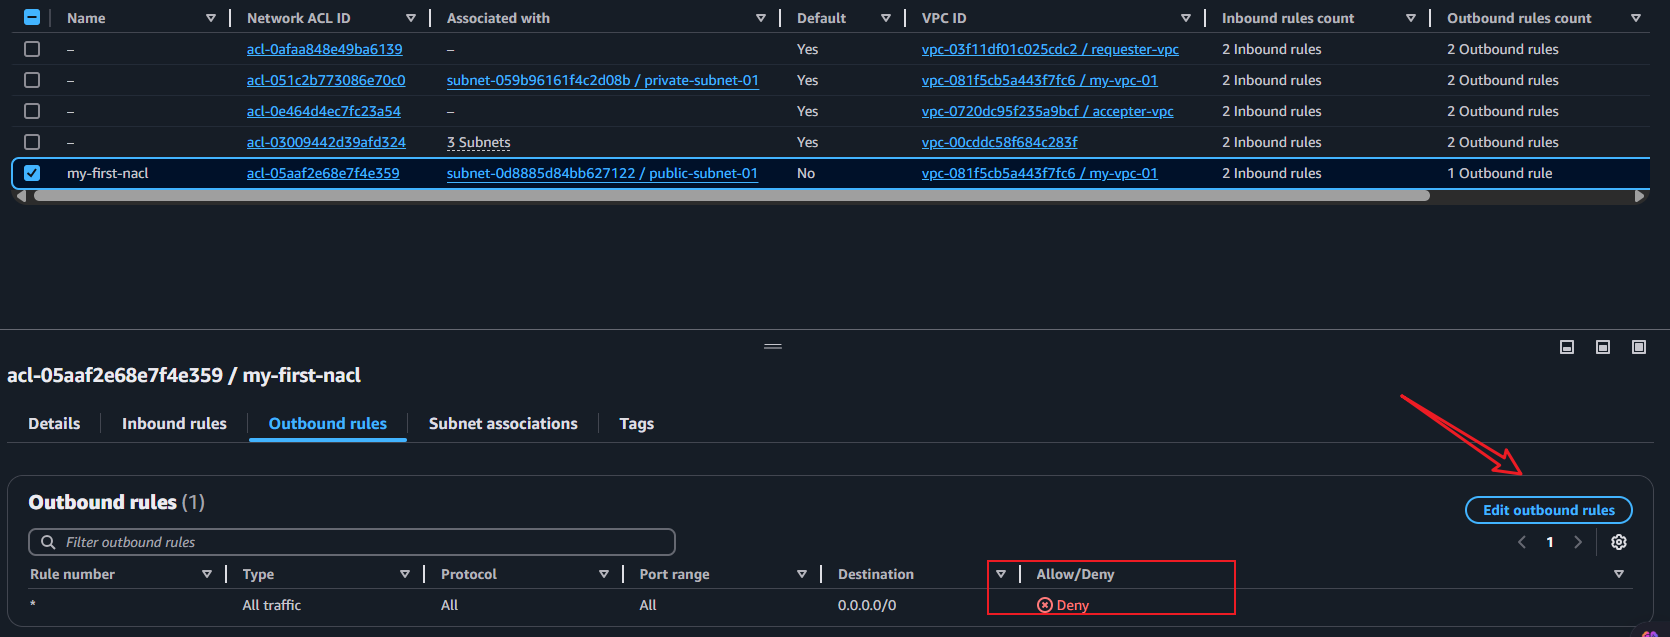 Name Network ACL ID Associated with Default VPC ID Inbound rules count Outbound rules count
– acl-0afaa848e49ba6139 – Yes vpc-03f11df01c025cdc2 / requester-vpc 2 Inbound rules 2 Outbound rules
– acl-051c2b773086e70c0 subnet-059b96161f4c2d08b / private-subnet-01 Yes vpc-081f5cb5a443f7fc6 / my-vpc-01 2 Inbound rules 2 Outbound rules
– acl-0e464d4ec7fc23a54 – Yes vpc-0720dc95f235a9bcf / accepter-vpc 2 Inbound rules 2 Outbound rules
– acl-03009442d39afd324 3 Subnets Yes vpc-00cddc58f684c283f 2 Inbound rules 2 Outbound rules
my-first-nacl acl-05aaf2e68e7f4e359 subnet-0d8885d84bb627122 / public-subnet-01 No vpc-081f5cb5a443f7fc6 / my-vpc-01 2 Inbound rules 1 Outbound rule
acl-05aaf2e68e7f4e359 / my-first-nacl
Details Inbound rules Outbound rules Subnet associations Tags
Outbound rules (1)
Edit outbound rules
Filter outbound rules
1
Rule number Type Protocol Port range Destination Allow/Deny
* All traffic All All 0.0.0.0/0 Deny